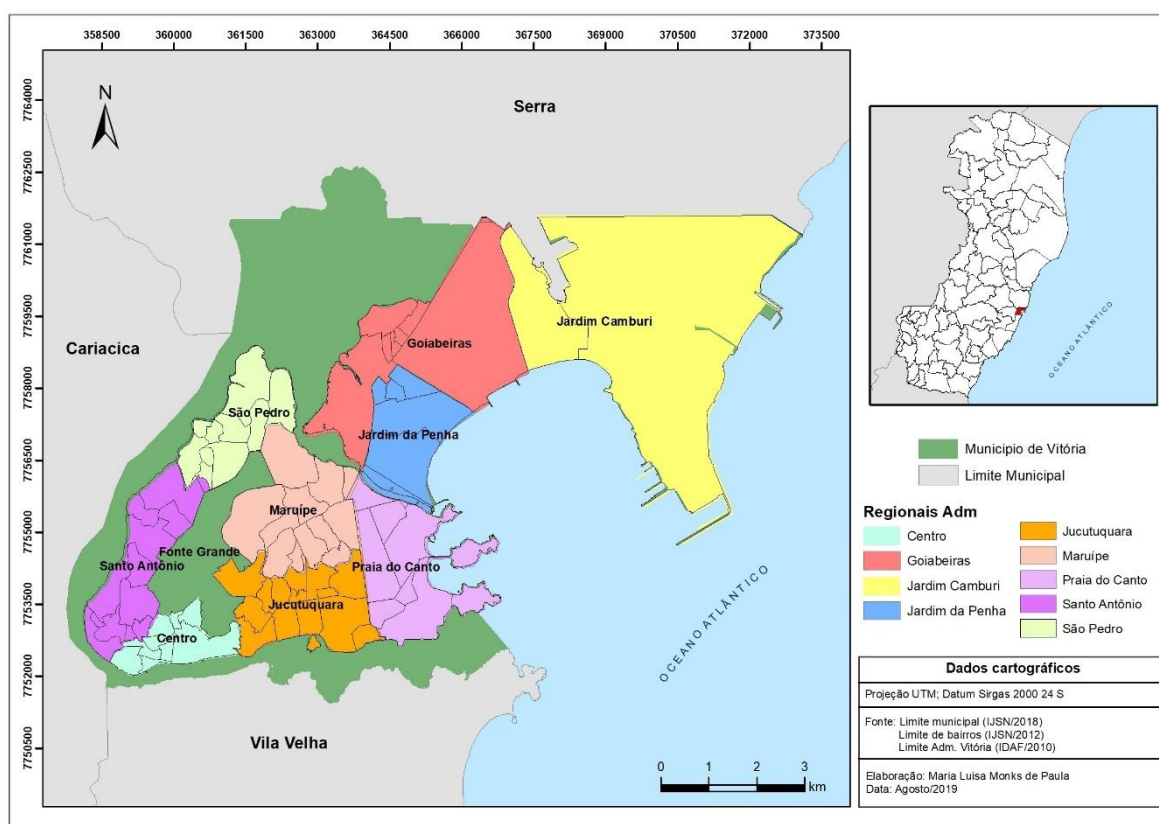 358500 360000 361500 363000 364500 366000 367500 369000 370500 372000 373500
7764000
7762500
7761000
7759500
7758000
7756500
7755000
7753500
7752000
7750500
N
Serra
Cariacica
Jardim Camburi
Goiabeiras
São Pedro
Jardim da Penha
Maruípe
Fonte Grande
Santo Antônio
Praia do Canto
Jucutuquara
Centro
Vila Velha
OCEANO ATLÂNTICO
0 1 2 3
km
OCEANO ATLÂNTICO
Municipio de Vitória
Limite Municipal
Regionais Adm
Centro
Goiabeiras
Jardim Camburi
Jardim da Penha
Jucutuquara
Maruípe
Praia do Canto
Santo Antônio
São Pedro
Dados cartográficos
Projeção UTM; Datum Sirgas 2000 24 S
Fonte: Limite municipal (IJSN/2018)
Limite de bairros (IJSN/2012)
Limite Adm. Vitória (IDAF/2010)
Elaboração: Maria Luisa Monks de Paula
Data: Agosto/2019